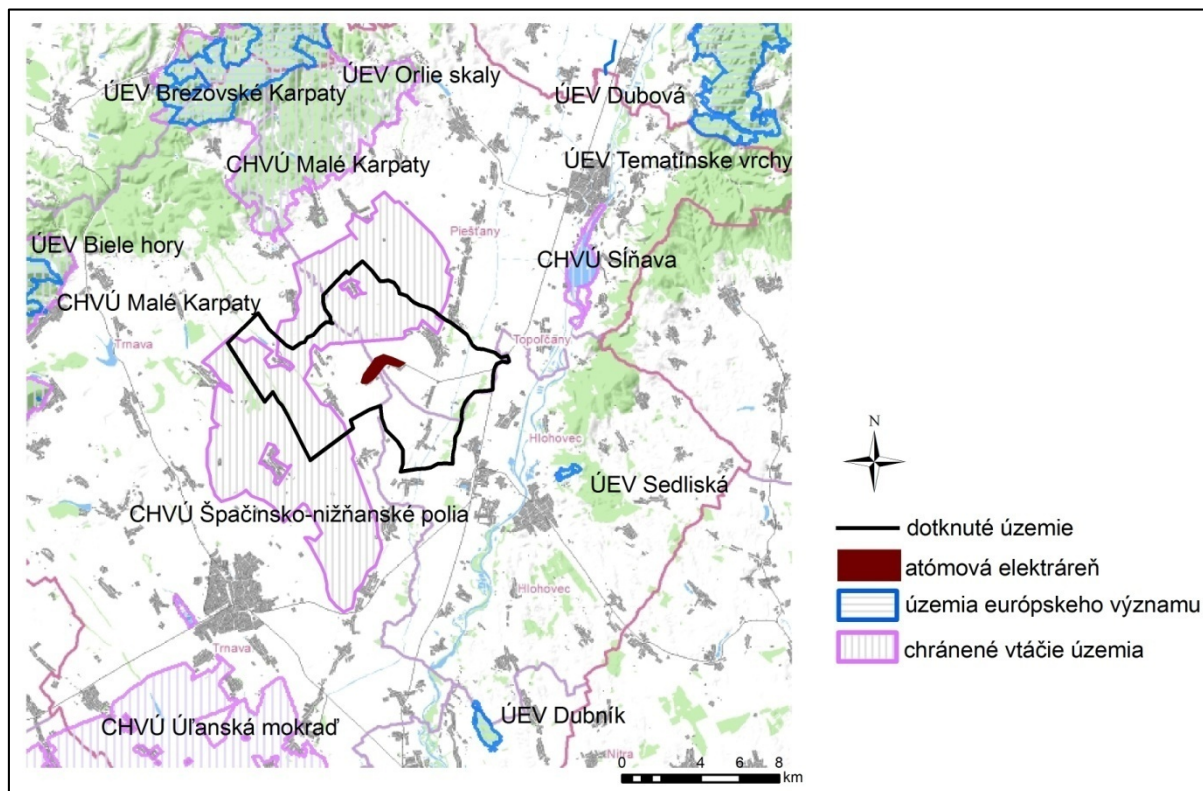 ÚEV Orlie skaly
ÚEV Brezovské Karpaty
ÚEV Dubová
CHVÚ Malé Karpaty
ÚEV Tematínske vrchy
Piešťany
ÚEV Biele hory
CHVÚ Sĺňava
CHVÚ Malé Karpaty
Trnava
Topoľčany
Hlohovec
ÚEV Sedliská
CHVÚ Špačinsko-nižňanské polia
Hlohovec
Trnava
CHVÚ Úľanská mokraď
ÚEV Dubník
Nitra
0 2 4 6 8
km
N
dotknuté územie
atómová elektráreň
územia európskeho významu
chránené vtáčie územia